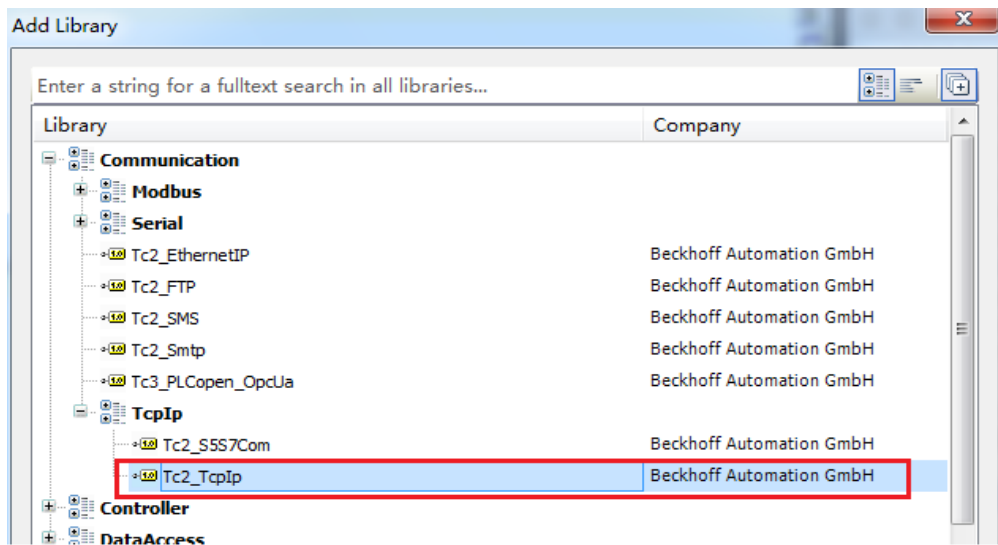 Add Library
Enter a string for a fulltext search in all libraries...
Library Company
Communication
Modbus
Serial
Tc2_EthernetIP Beckhoff Automation GmbH
Tc2_FTP Beckhoff Automation GmbH
Tc2_SMS Beckhoff Automation GmbH
Tc2_Smtp Beckhoff Automation GmbH
Tc3_PLCopen_OpcUa Beckhoff Automation GmbH
TcpIp
Tc2_S5S7Com Beckhoff Automation GmbH
Tc2_TcpIp Beckhoff Automation GmbH
Controller
DataAccess